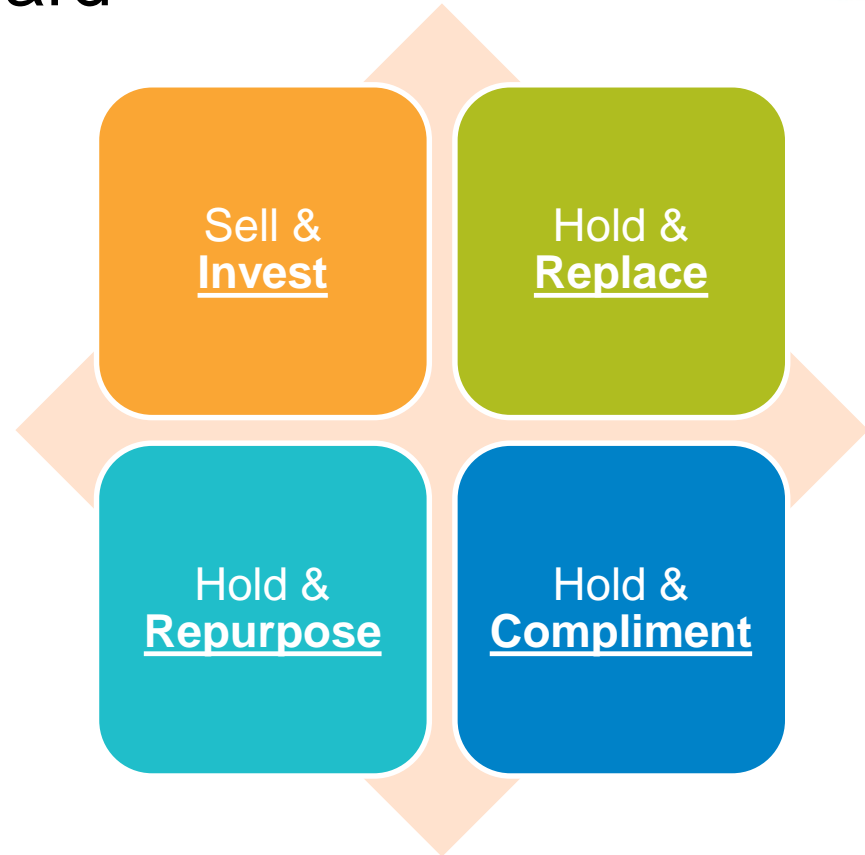 Sell &
Invest
Hold &
Replace
Hold &
Repurpose
Hold &
Compliment